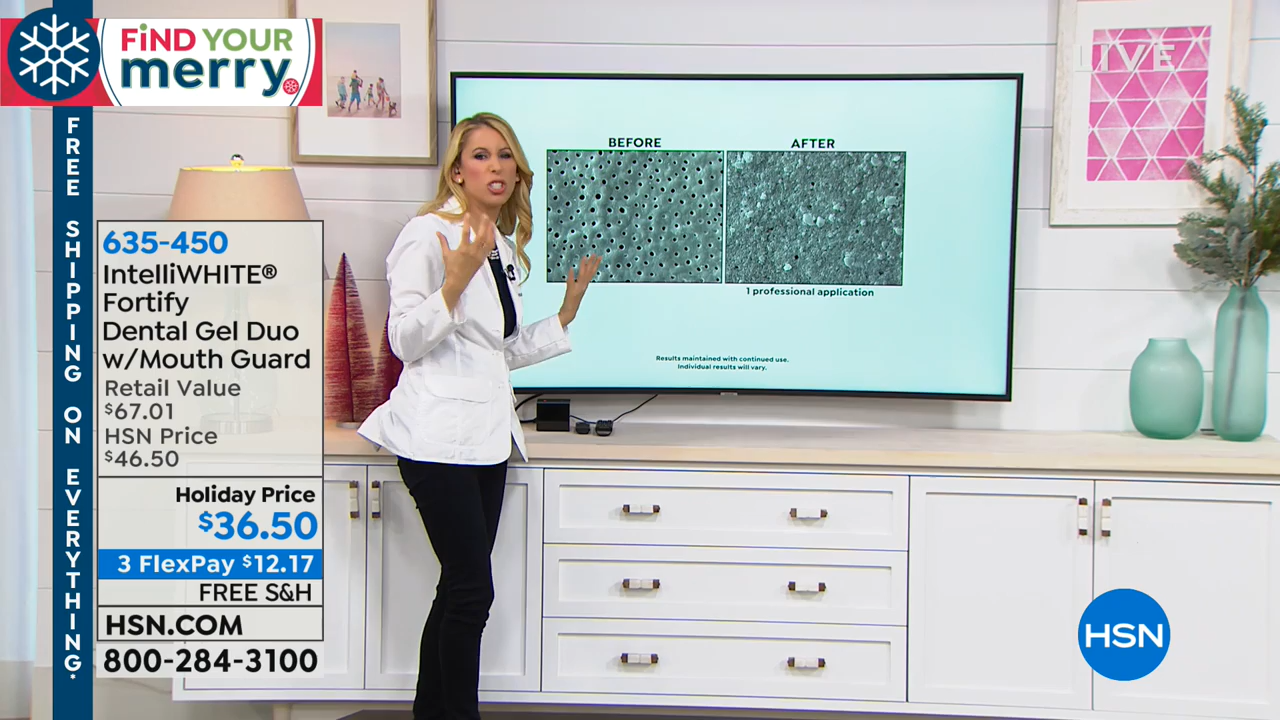 FiND YOUR
merry.
LIVE
FREE SHIPPING ON EVERYTHING.*
635-450
IntelliWHITE®
Fortify
Dental Gel Duo
w/Mouth Guard
Retail Value
$67.01
HSN Price
$46.50
Holiday Price
$36.50
3 FlexPay $12.17
FREE S&H
HSN.COM
800-284-3100
BEFORE
AFTER
1 professional application
Results maintained with continued use.
Individual results will vary.
HSN